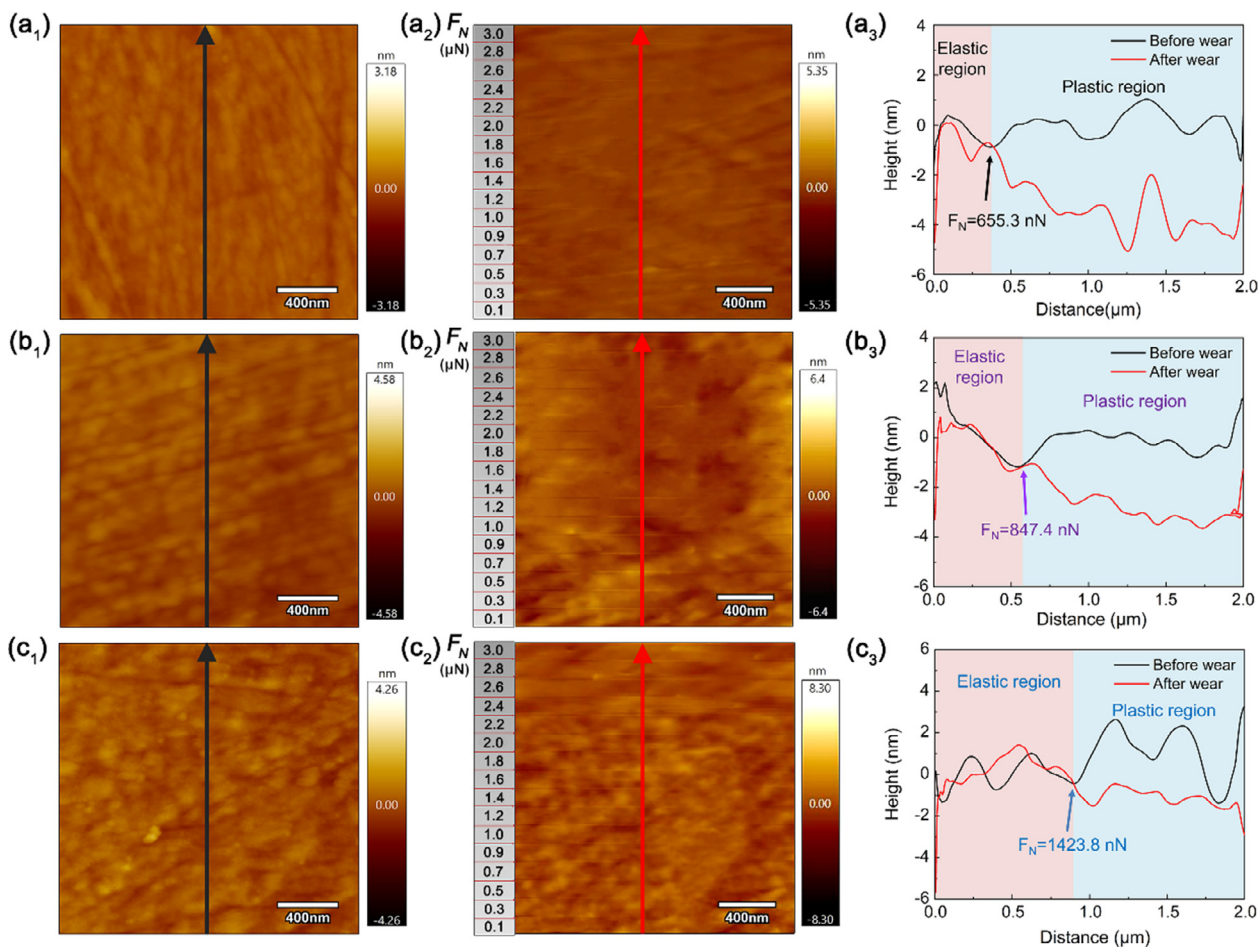 (a1)
nm
3.18
0.00
-3.18
400nm
(a2) FN
(µN)
3.0
2.8
2.6
2.4
2.2
2.0
1.8
1.6
1.4
1.2
1.0
0.9
0.7
0.5
0.3
0.1
nm
5.35
0.00
-5.35
400nm
(a3)
Before wear
After wear
Elastic
region
Plastic region
FN=655.3 nN
Height (nm)
4
2
0
-2
-4
-6
0.0 0.5 1.0 1.5 2.0
Distance(µm)
(b1)
nm
4.58
0.00
-4.58
400nm
(b2) FN
(µN)
3.0
2.8
2.6
2.4
2.2
2.0
1.8
1.6
1.4
1.2
1.0
0.9
0.7
0.5
0.3
0.1
nm
6.4
0.00
-6.4
400nm
(b3)
Before wear
After wear
Elastic
region
Plastic region
FN=847.4 nN
Height (nm)
4
2
0
-2
-4
-6
0.0 0.5 1.0 1.5 2.0
Distance (µm)
(c1)
nm
4.26
0.00
-4.26
400nm
(c2) FN
(µN)
3.0
2.8
2.6
2.4
2.2
2.0
1.8
1.6
1.4
1.2
1.0
0.9
0.7
0.5
0.3
0.1
nm
8.30
0.00
-8.30
400nm
(c3)
Before wear
After wear
Elastic region
Plastic region
FN=1423.8 nN
Height (nm)
6
4
2
0
-2
-4
-6
0.0 0.5 1.0 1.5 2.0
Distance (µm)